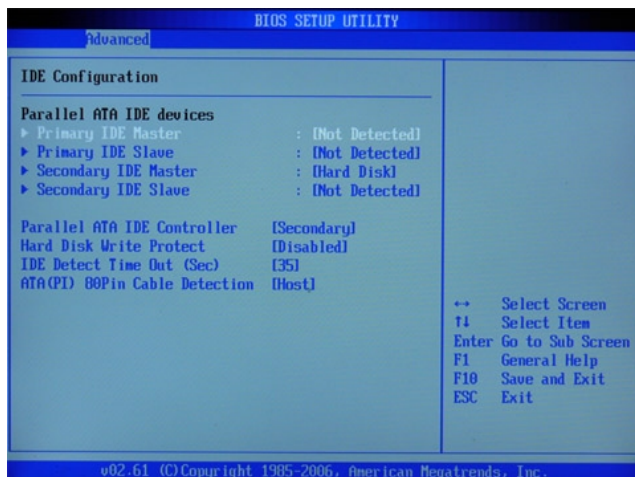 BIOS SETUP UTILITY
Advanced
IDE Configuration
Parallel ATA IDE devices
▶ Primary IDE Master : [Not Detected]
▶ Primary IDE Slave : [Not Detected]
▶ Secondary IDE Master : [Hard Disk]
▶ Secondary IDE Slave : [Not Detected]
Parallel ATA IDE Controller [Secondary]
Hard Disk Write Protect [Disabled]
IDE Detect Time Out (Sec) [35]
ATA(PI) 80Pin Cable Detection [Host]
↔ Select Screen
↑↓ Select Item
Enter Go to Sub Screen
F1 General Help
F10 Save and Exit
ESC Exit
v02.61 (C)Copyright 1985-2006, American Megatrends, Inc.